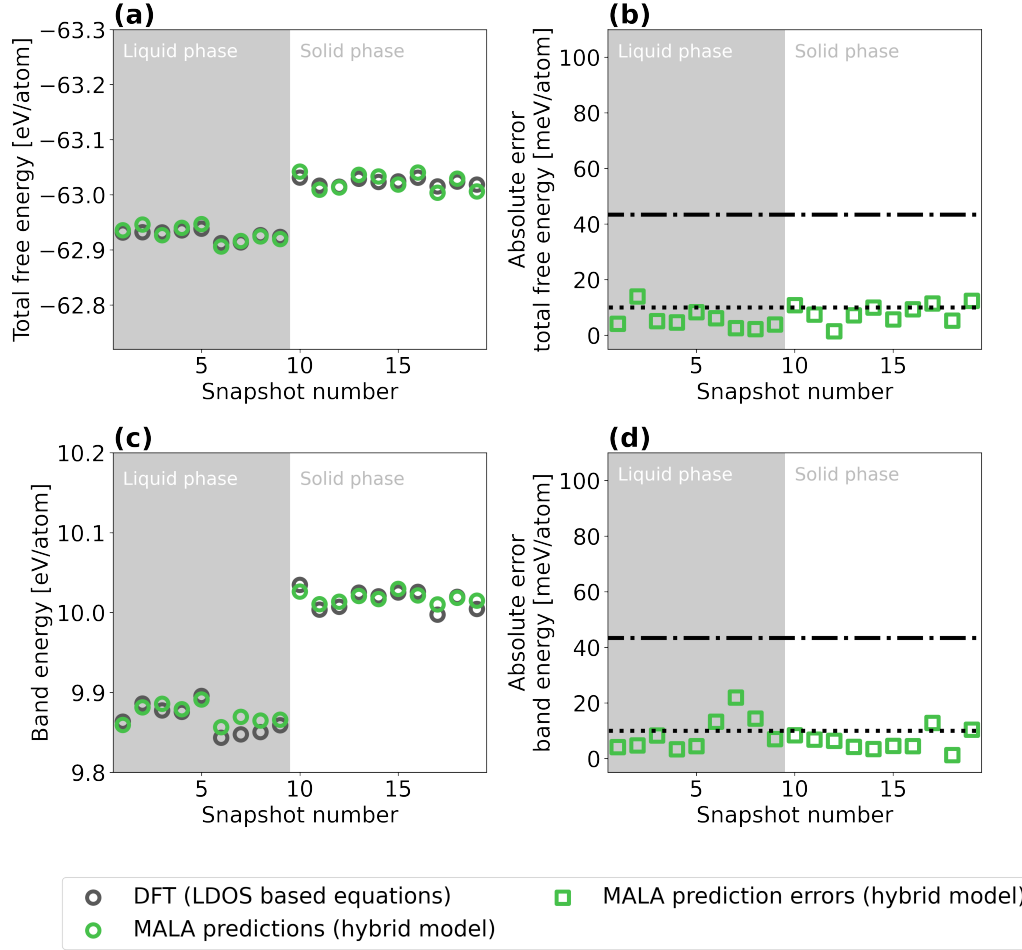 (a)
Total free energy [eV/atom]
−63.3
−63.2
−63.1
−63.0
−62.9
−62.8
Liquid phase
Solid phase
5
10
15
Snapshot number
(b)
Absolute error
total free energy [meV/atom]
100
80
60
40
20
0
Liquid phase
Solid phase
5
10
15
Snapshot number
(c)
Band energy [eV/atom]
10.2
10.1
10.0
9.9
9.8
Liquid phase
Solid phase
5
10
15
Snapshot number
(d)
Absolute error
band energy [meV/atom]
100
80
60
40
20
0
Liquid phase
Solid phase
5
10
15
Snapshot number
DFT (LDOS based equations)
MALA predictions (hybrid model)
MALA prediction errors (hybrid model)